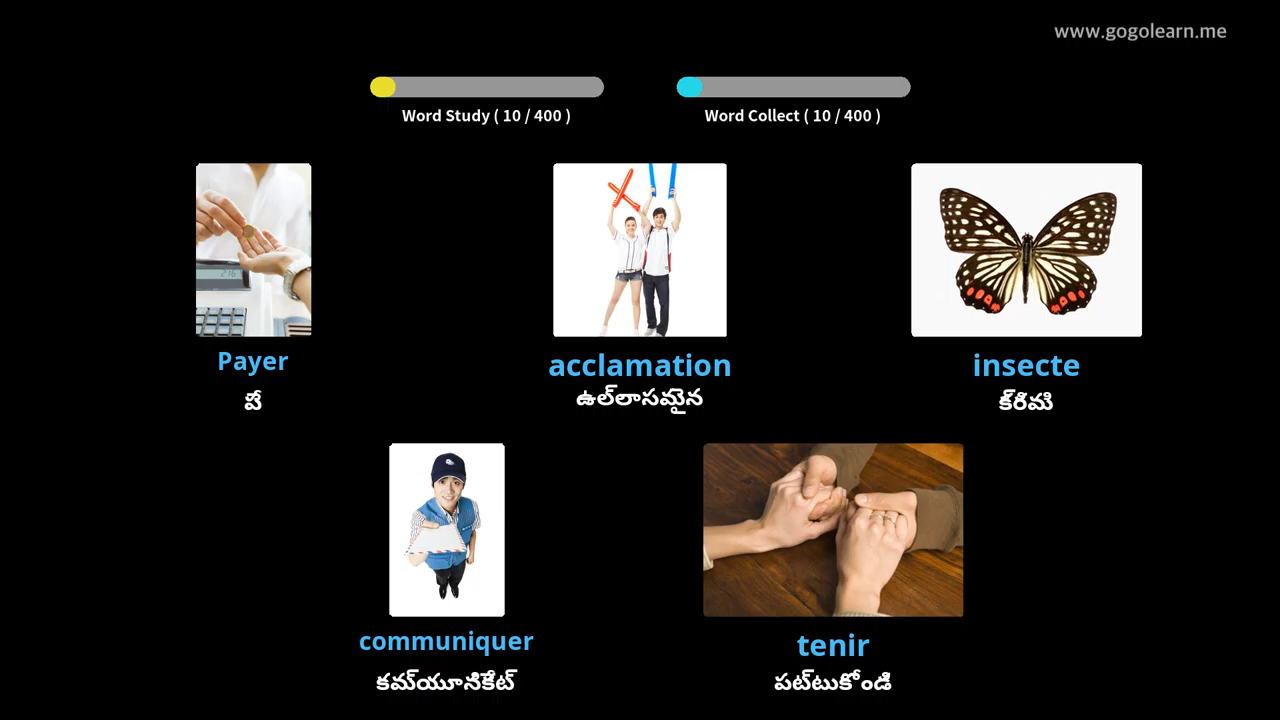 www.gogolearn.me
Word Study ( 10 / 400 )
Word Collect ( 10 / 400 )
Payer
పే
acclamation
ఉల్‌లాసమైన
insecte
క్‌రిమి
communiquer
కమ్‌యూనికేట్
tenir
పట్‌టుకోండి